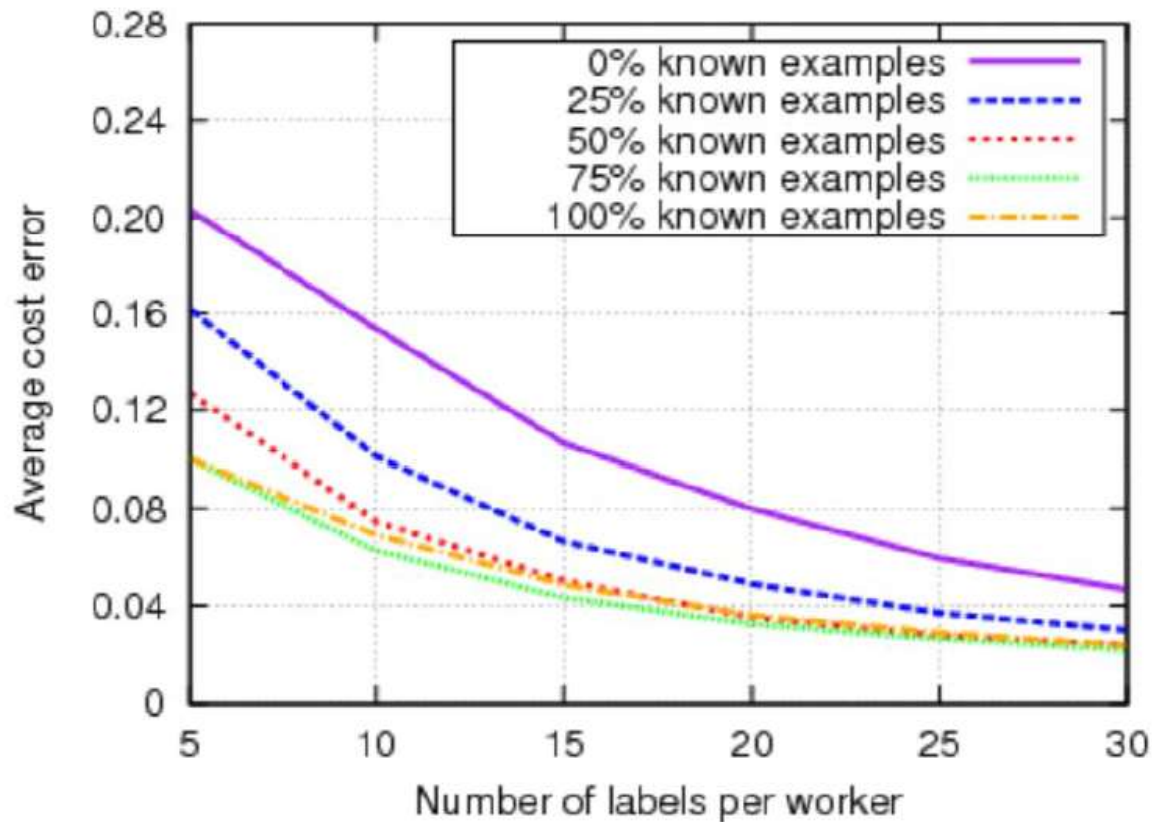 0.28
0.24
0.20
0.16
0.12
0.08
0.04
0
Average cost error
0% known examples
25% known examples
50% known examples
75% known examples
100% known examples
5 10 15 20 25 30
Number of labels per worker